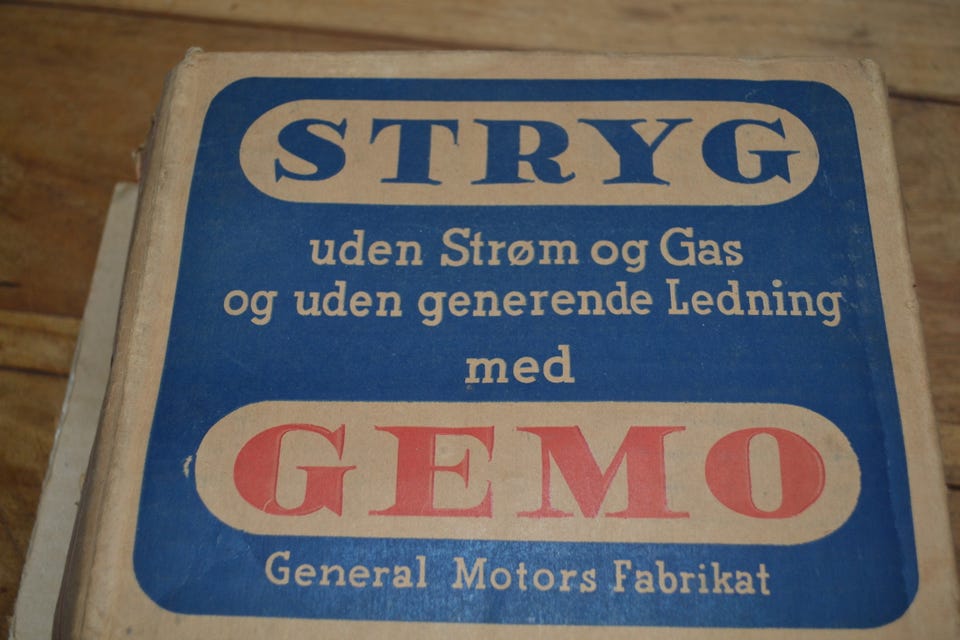 STRYG
uden Strøm og Gas
og uden generende Ledning
med
GEMO
General Motors Fabrikat